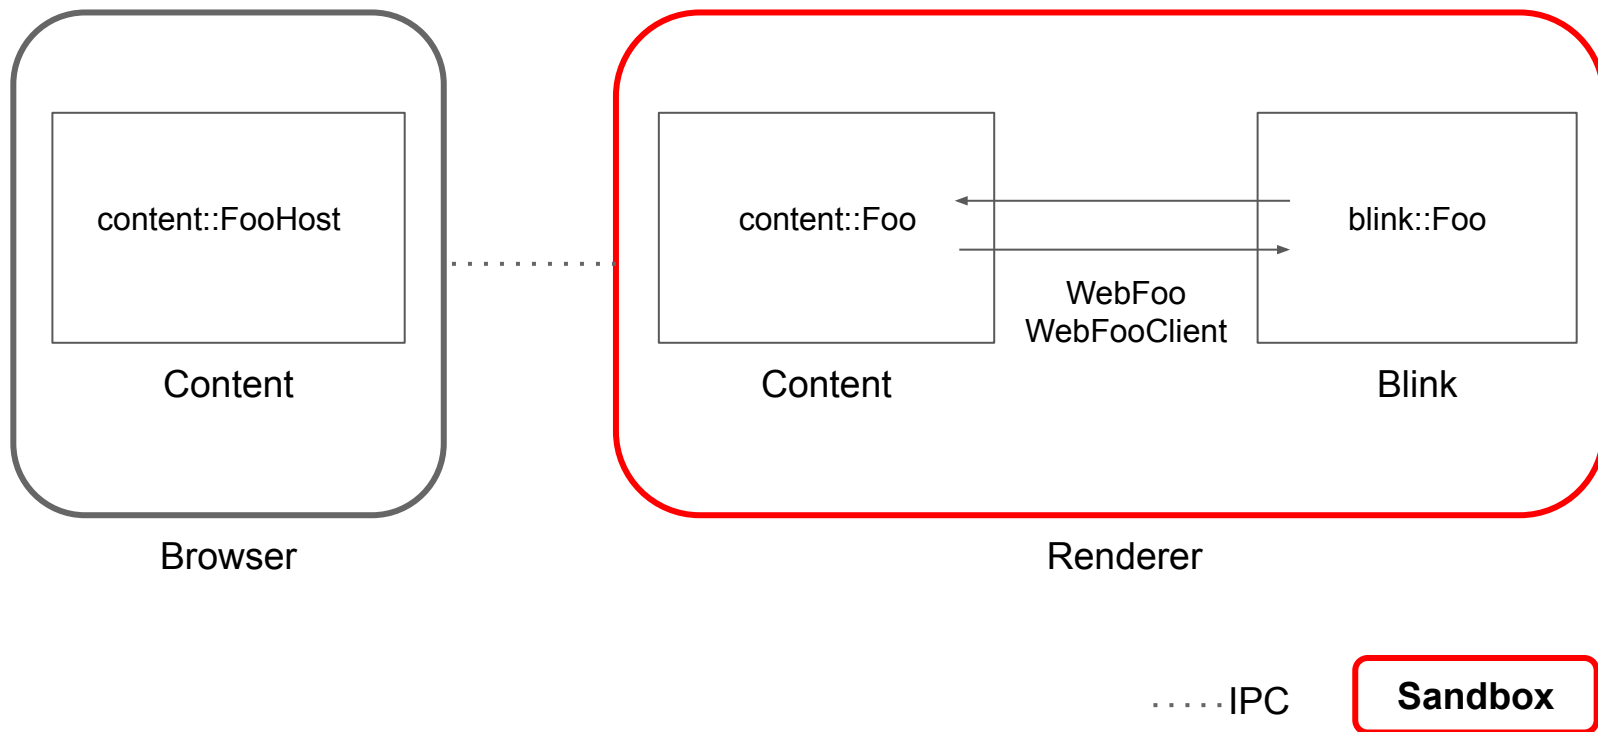 content::FooHost
content::Foo
blink::Foo
WebFoo
WebFooClient
Content
Content
Blink
Browser
Renderer
IPC
Sandbox